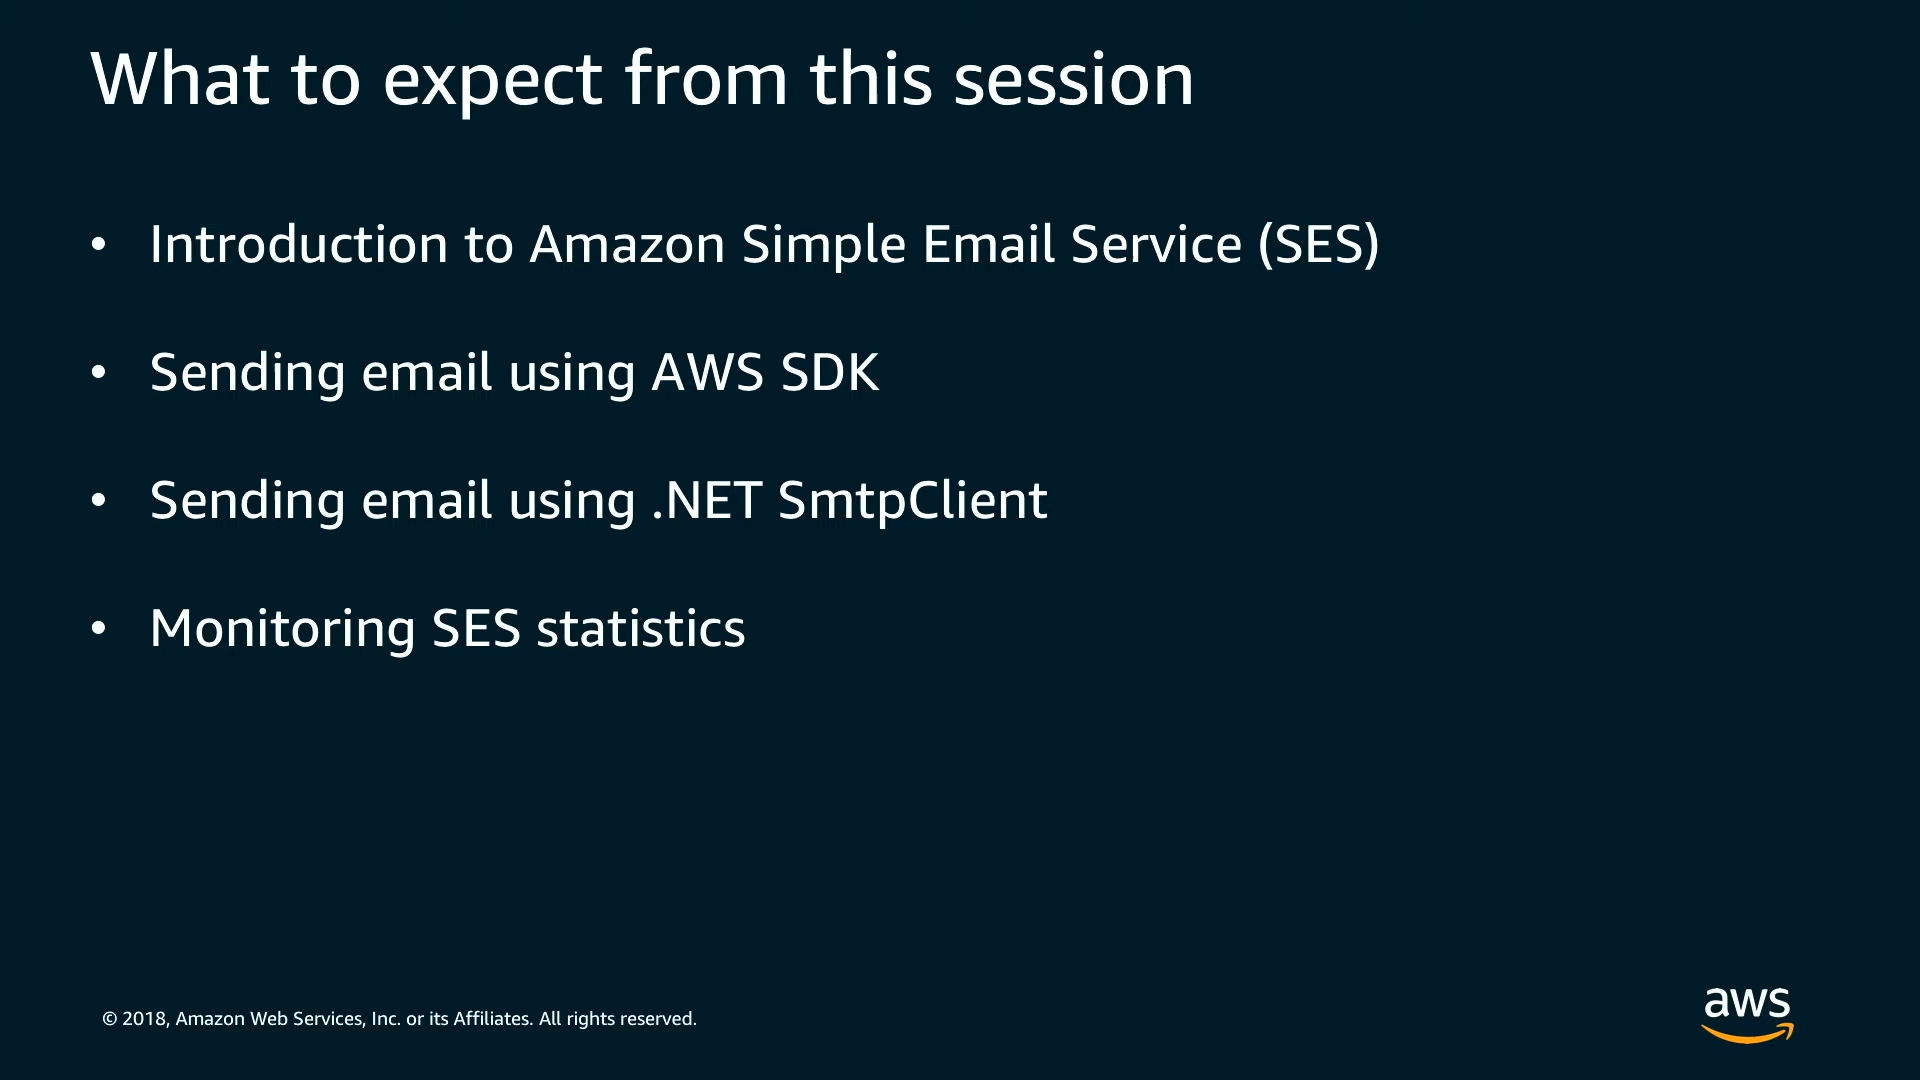 What to expect from this session
• Introduction to Amazon Simple Email Service (SES)
• Sending email using AWS SDK
• Sending email using .NET SmtpClient
• Monitoring SES statistics
© 2018, Amazon Web Services, Inc. or its Affiliates. All rights reserved.
aws